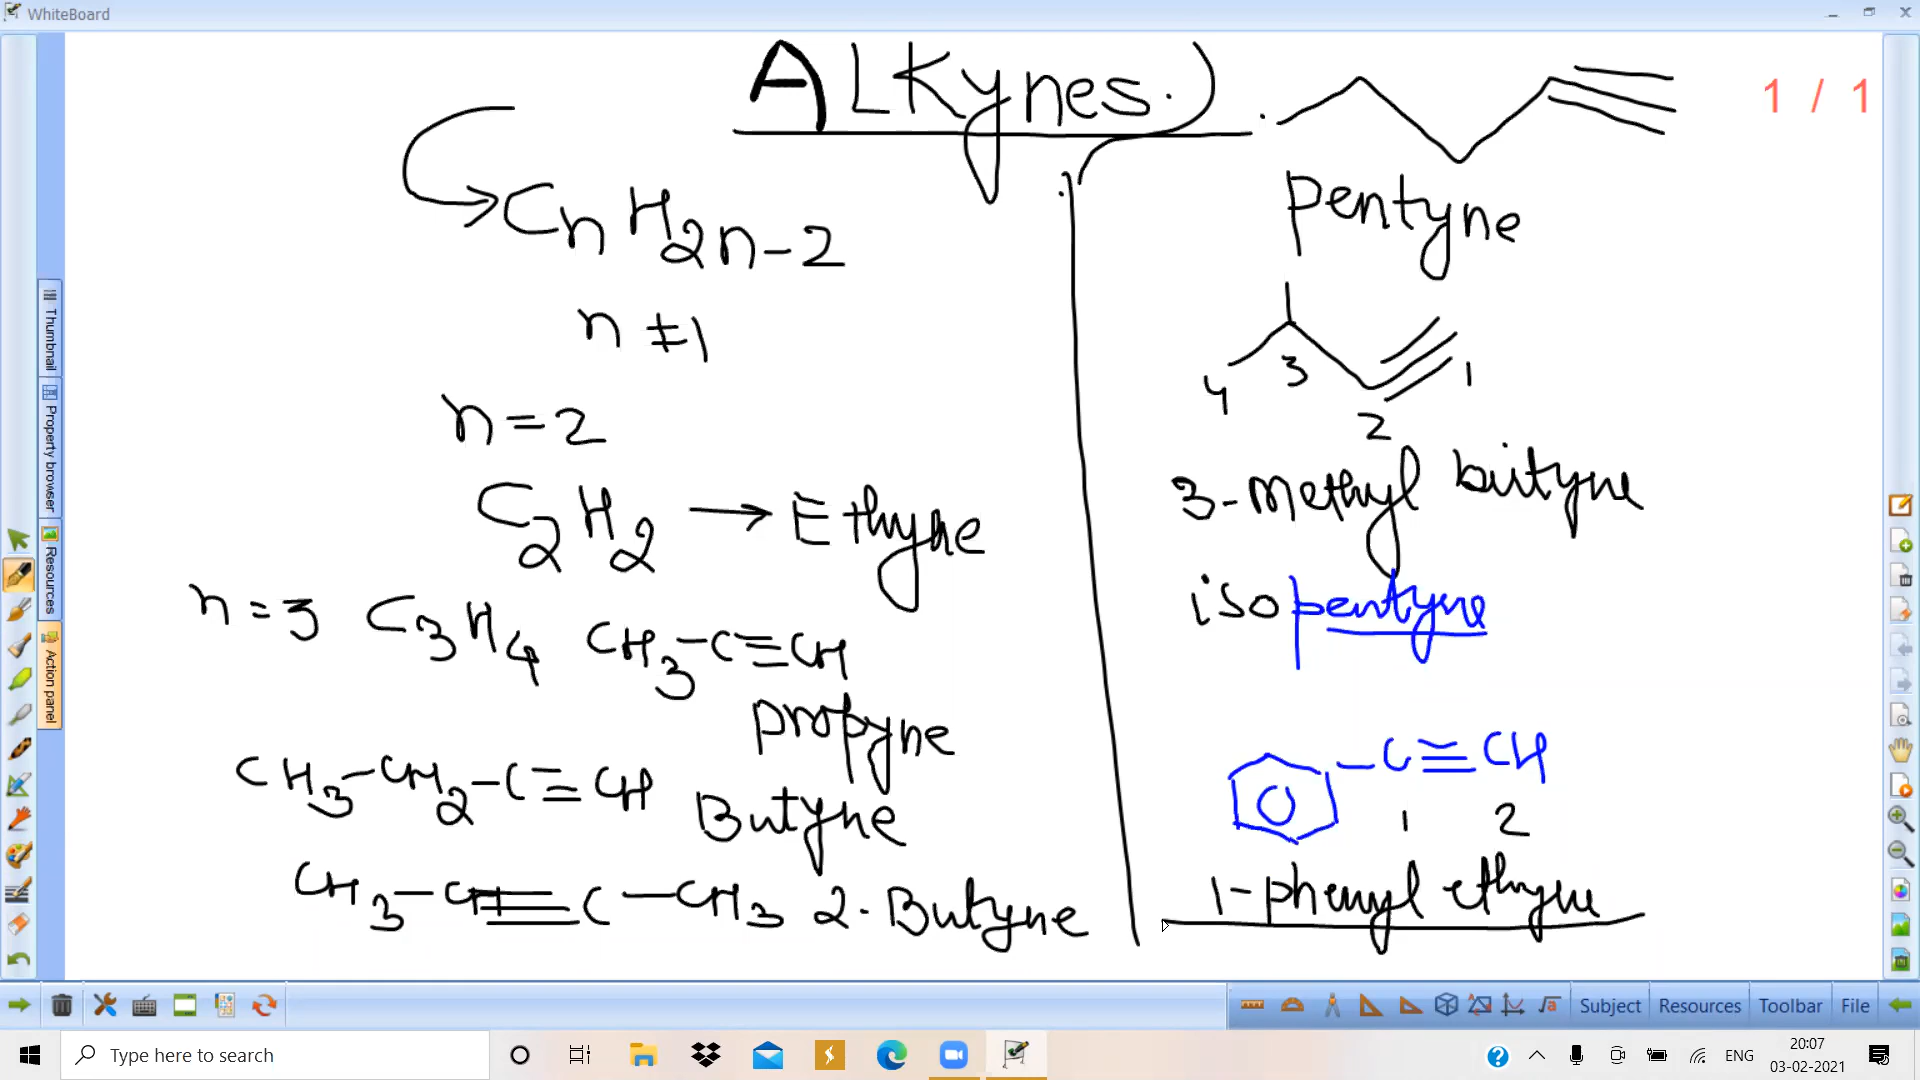 WhiteBoard
ALKynes.
1 / 1
CnH2n-2
n ≠ 1
n = 2
C2H2 → Ethyne
n = 3 C3H4 CH3-C≡CH
propyne
CH3-CH2-C≡CH Butyne
CH3-CH≡C-CH3 2-Butyne
pentyne
4 3 2 1
3-Methyl butyne
isopentyne
-C≡CH
1 2
1-phenyl ethyne
Thumbnail
Property browser
Resources
Action panel
Subject Resources Toolbar File
Type here to search
ENG
20:07
03-02-2021